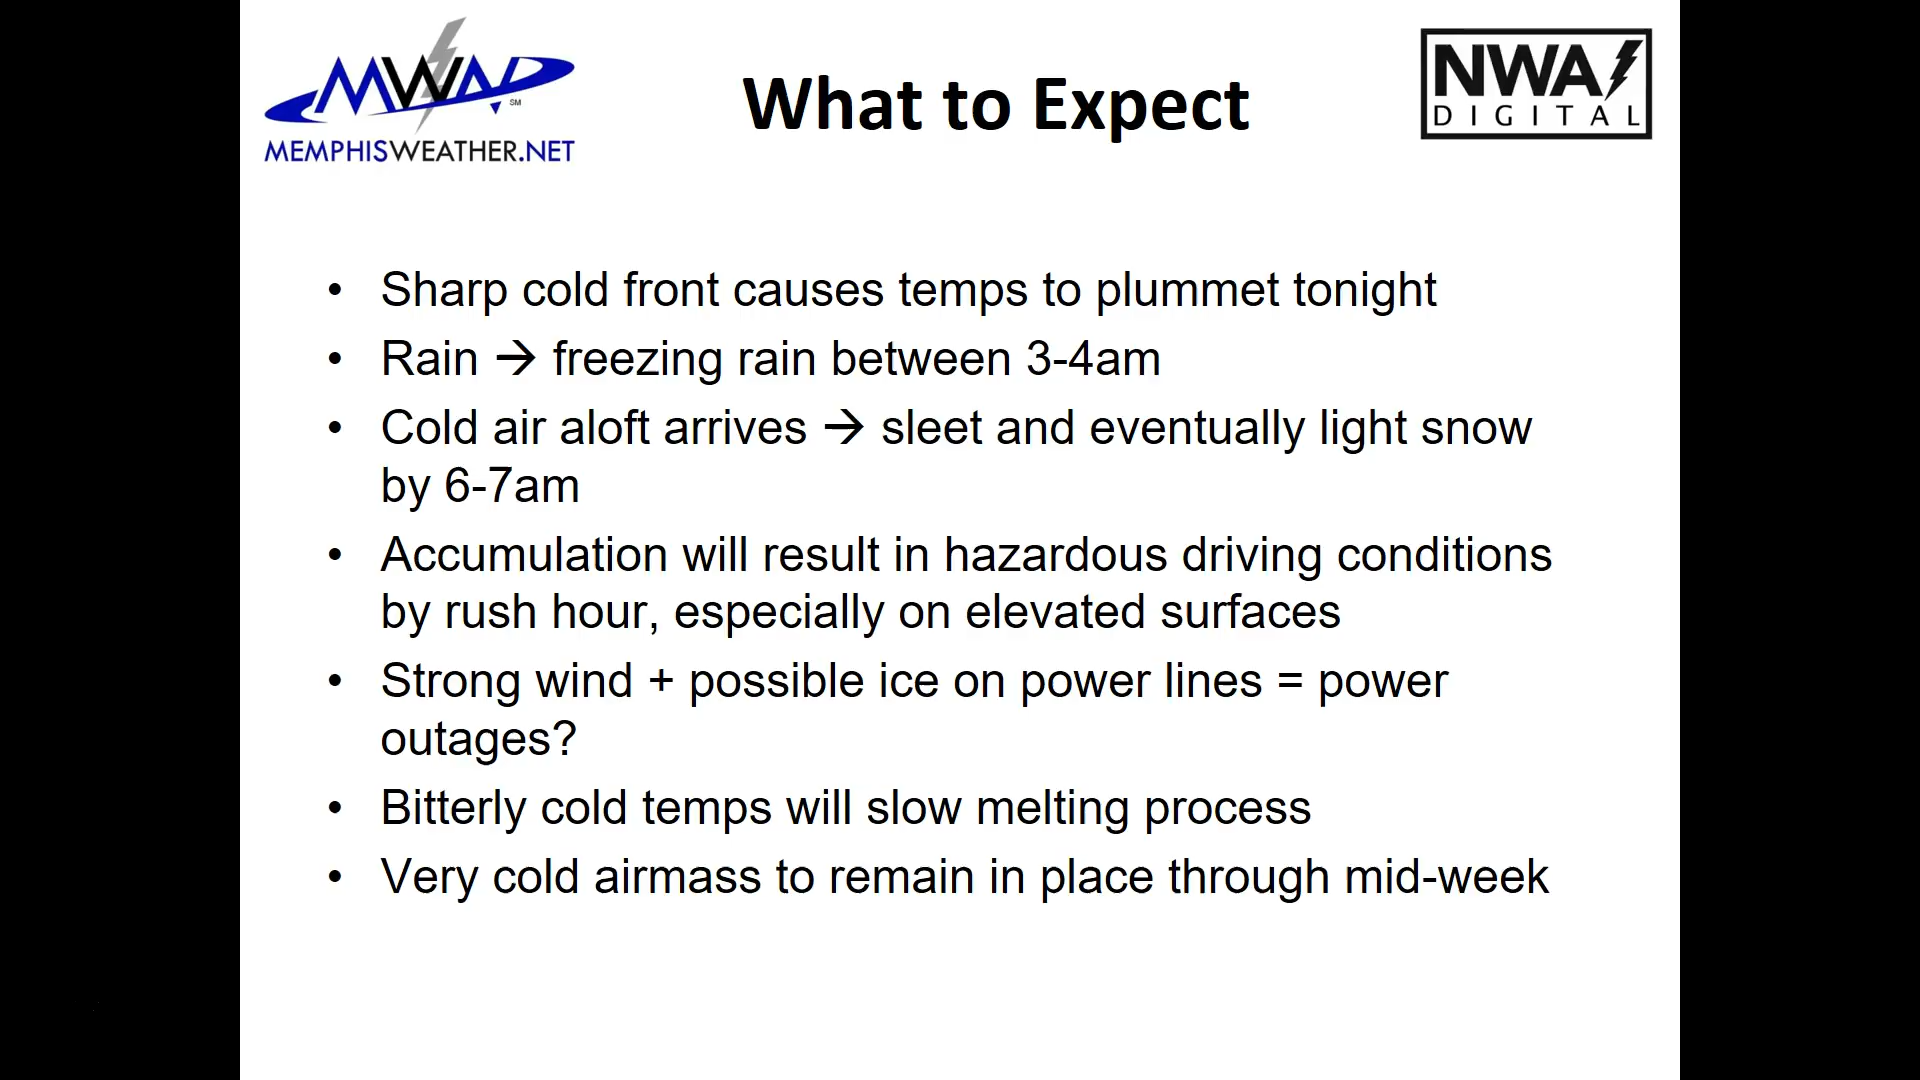 MWN SM
MEMPHISWEATHER.NET
What to Expect
NWA
DIGITAL
• Sharp cold front causes temps to plummet tonight
• Rain → freezing rain between 3-4am
• Cold air aloft arrives → sleet and eventually light snow
by 6-7am
• Accumulation will result in hazardous driving conditions
by rush hour, especially on elevated surfaces
• Strong wind + possible ice on power lines = power
outages?
• Bitterly cold temps will slow melting process
• Very cold airmass to remain in place through mid-week